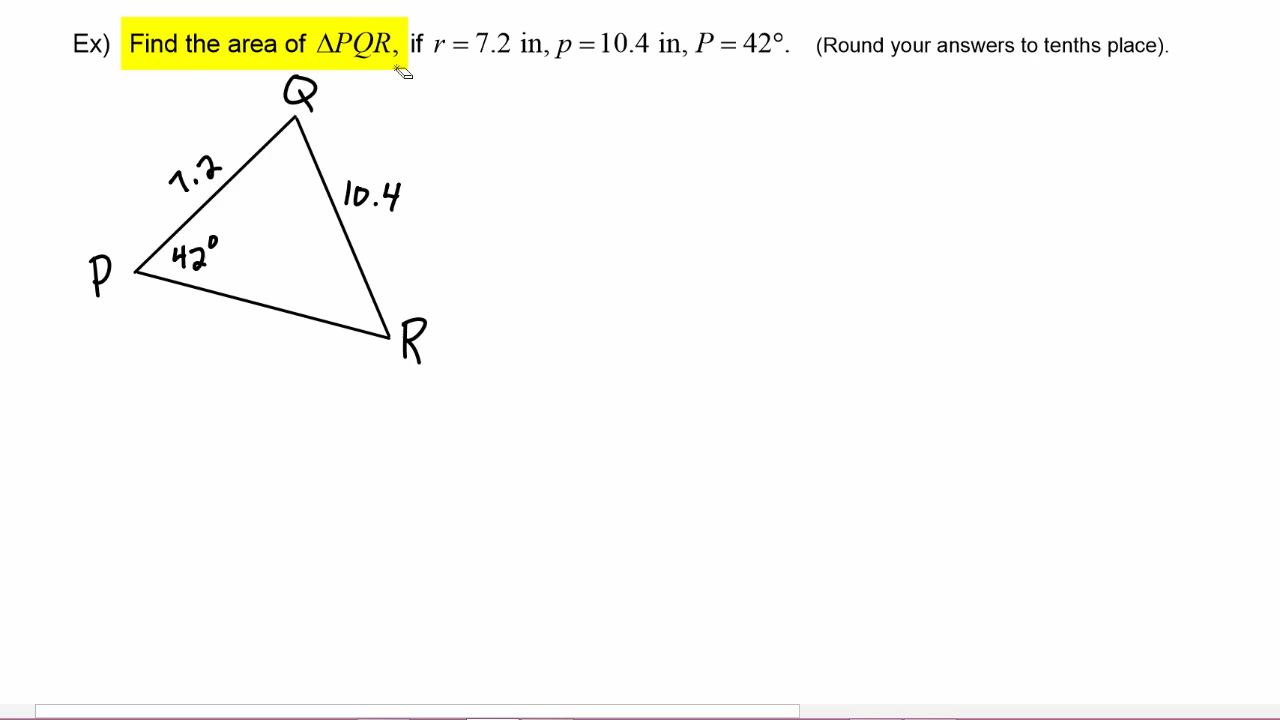 Ex) Find the area of ΔPQR, if r = 7.2 in, p = 10.4 in, P = 42°. (Round your answers to tenths place).
Q
7.2
10.4
42°
P
R